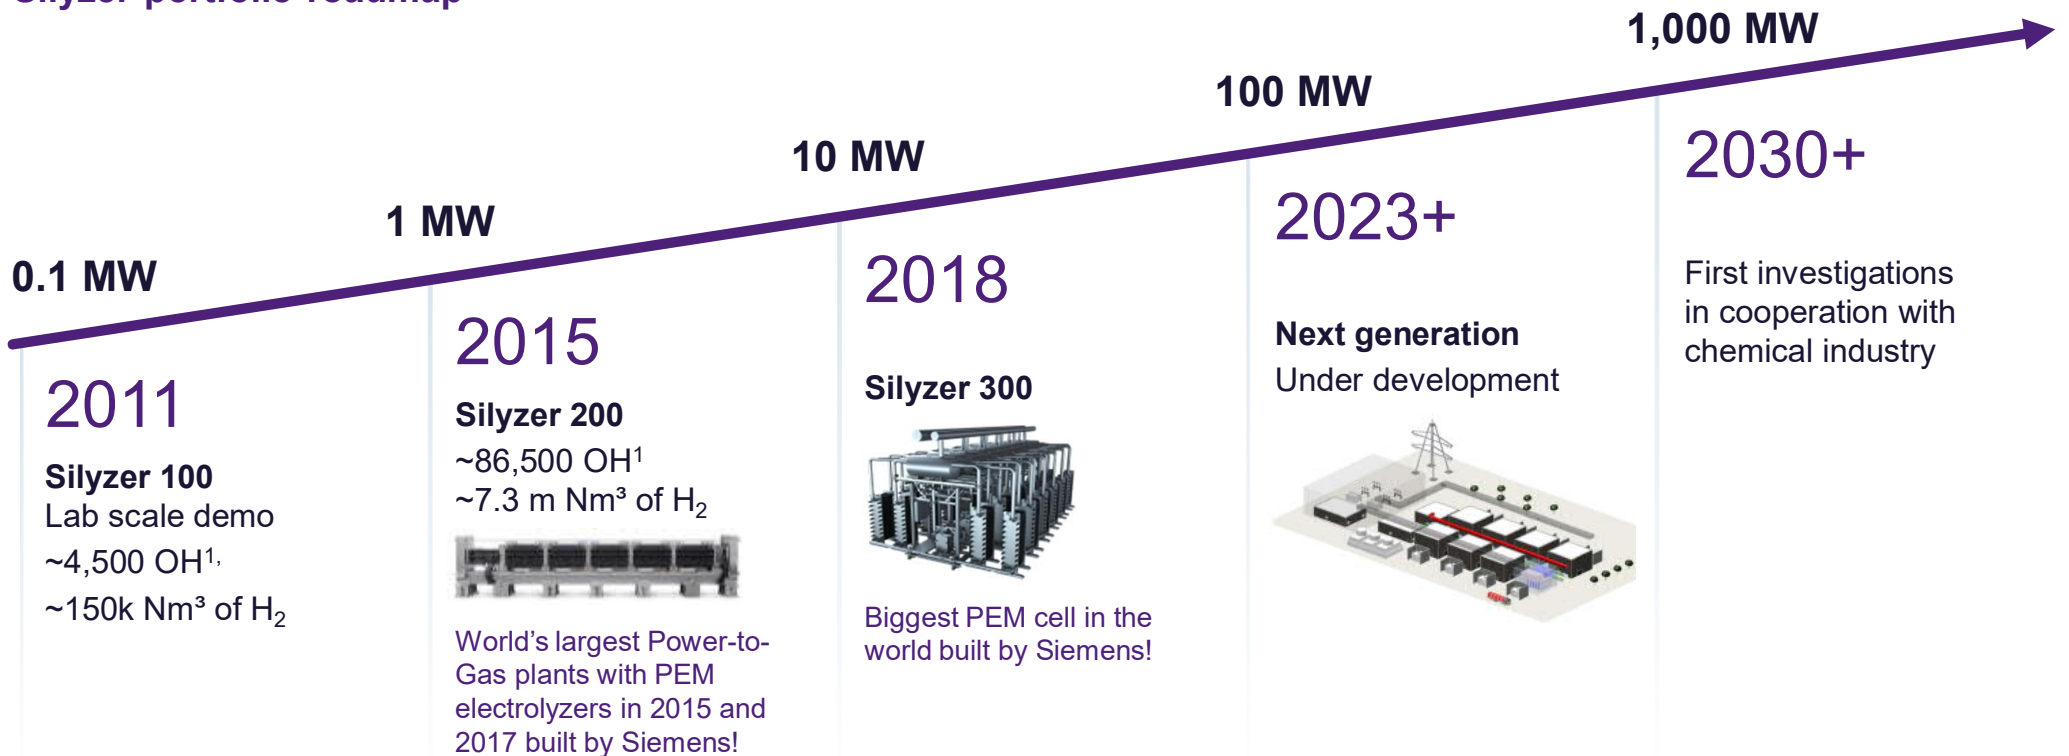 Silyzer portfolio roadmap
0.1 MW
1 MW
10 MW
100 MW
1,000 MW
2011
Silyzer 100
Lab scale demo
~4,500 OH¹,
~150k Nm³ of H₂
2015
Silyzer 200
~86,500 OH¹
~7.3 m Nm³ of H₂
World’s largest Power-to-
Gas plants with PEM
electrolyzers in 2015 and
2017 built by Siemens!
2018
Silyzer 300
Biggest PEM cell in the
world built by Siemens!
2023+
Next generation
Under development
2030+
First investigations
in cooperation with
chemical industry